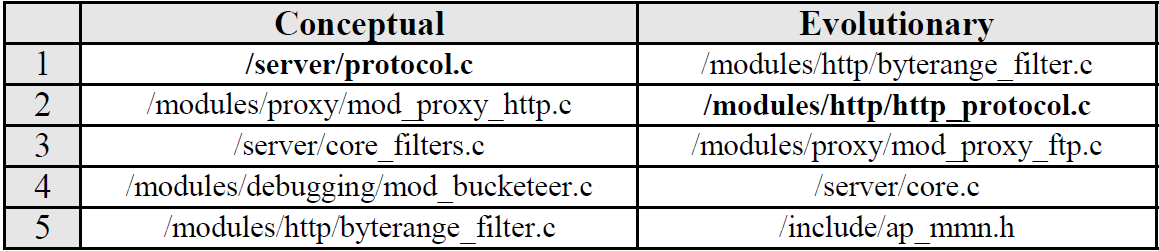 Conceptual Evolutionary
1 /server/protocol.c /modules/http/byterange_filter.c
2 /modules/proxy/mod_proxy_http.c /modules/http/http_protocol.c
3 /server/core_filters.c /modules/proxy/mod_proxy_ftp.c
4 /modules/debugging/mod_bucketeer.c /server/core.c
5 /modules/http/byterange_filter.c /include/ap_mmn.h